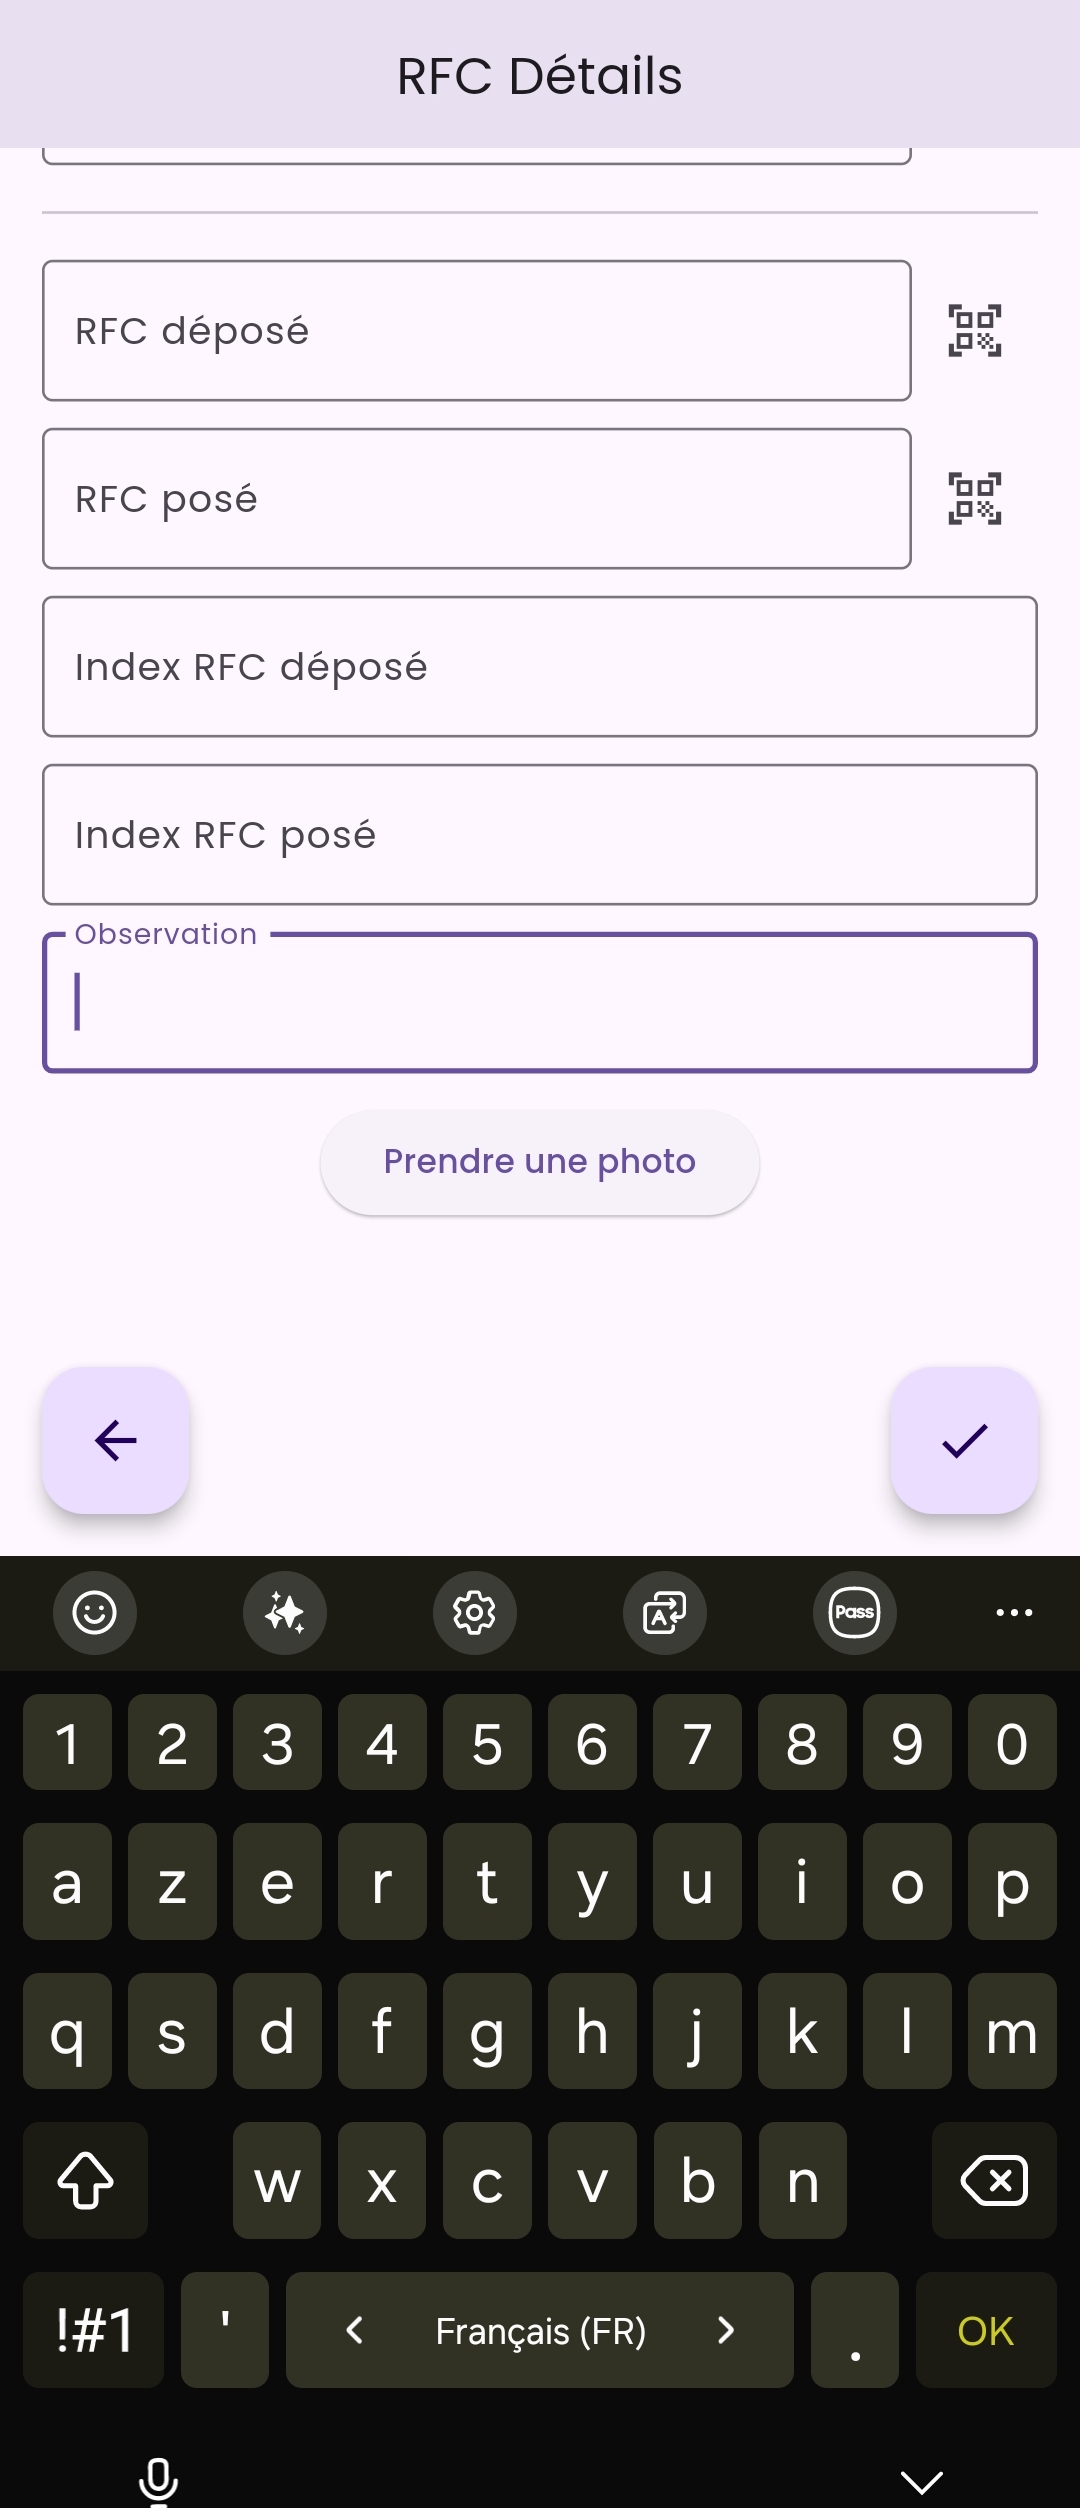 RFC Détails
RFC déposé
RFC posé
Index RFC déposé
Index RFC posé
Observation
Prendre une photo
Pass
1 2 3 4 5 6 7 8 9 0
a z e r t y u i o p
q s d f g h j k l m
w x c v b n
!#1 ' Français (FR) . OK